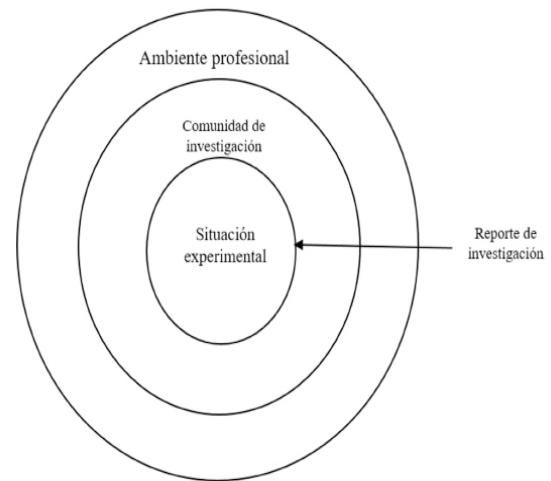 Ambiente profesional
Comunidad de
investigación
Situación
experimental
Reporte de
investigación